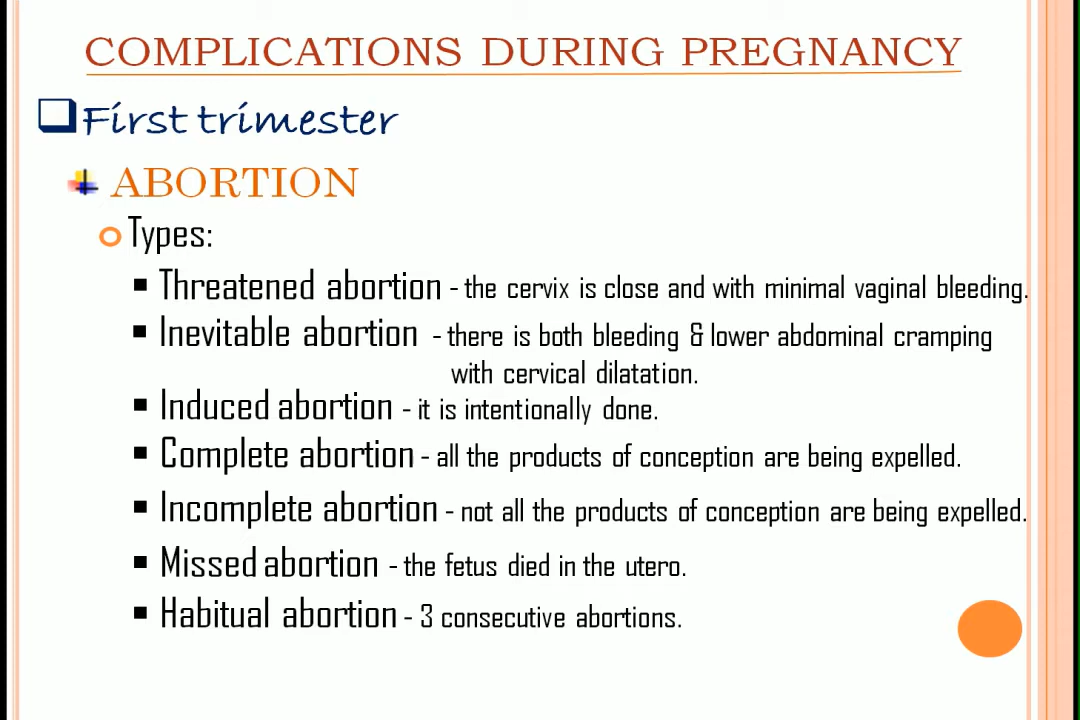 COMPLICATIONS DURING PREGNANCY
First trimester
ABORTION
Types:
Threatened abortion - the cervix is close and with minimal vaginal bleeding.
Inevitable abortion - there is both bleeding & lower abdominal cramping
with cervical dilatation.
Induced abortion - it is intentionally done.
Complete abortion - all the products of conception are being expelled.
Incomplete abortion - not all the products of conception are being expelled.
Missed abortion - the fetus died in the utero.
Habitual abortion - 3 consecutive abortions.